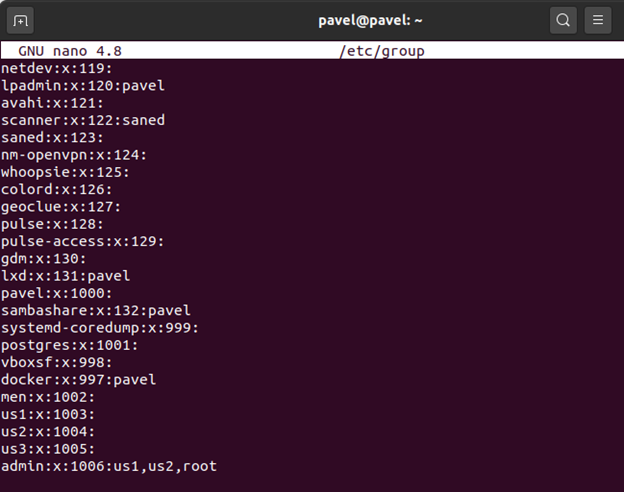 pavel@pavel: ~
GNU nano 4.8 /etc/group
netdev:x:119:
lpadmin:x:120:pavel
avahi:x:121:
scanner:x:122:saned
saned:x:123:
nm-openvpn:x:124:
whoopsie:x:125:
colord:x:126:
geoclue:x:127:
pulse:x:128:
pulse-access:x:129:
gdm:x:130:
lxd:x:131:pavel
pavel:x:1000:
sambashare:x:132:pavel
systemd-coredump:x:999:
postgres:x:1001:
vboxsf:x:998:
docker:x:997:pavel
men:x:1002:
us1:x:1003:
us2:x:1004:
us3:x:1005:
admin:x:1006:us1,us2,root